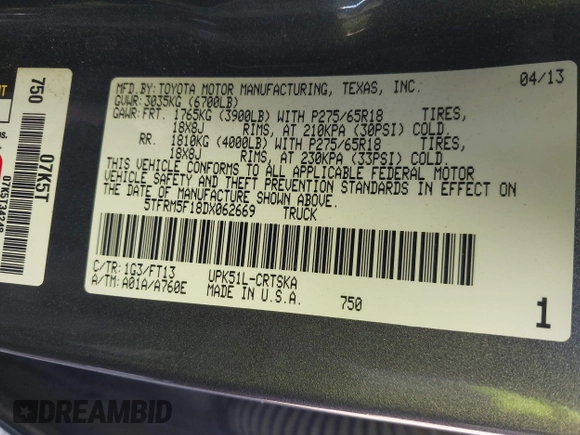 MFD. BY: TOYOTA MOTOR MANUFACTURING, TEXAS, INC. 04/13
GVWR: 3035KG (6700LB)
GAWR: FRT. 1765KG (3900LB) WITH P275/65R18 TIRES,
18X8J RIMS, AT 210KPA (30PSI) COLD.
RR. 1810KG (4000LB) WITH P275/65R18 TIRES,
18X8J RIMS, AT 230KPA (33PSI) COLD.
THIS VEHICLE CONFORMS TO ALL APPLICABLE FEDERAL MOTOR
VEHICLE SAFETY AND THEFT PREVENTION STANDARDS IN EFFECT ON
THE DATE OF MANUFACTURE SHOWN ABOVE.
5TFRM5F18DX062669 TRUCK
C/TR: 1G3/FT13 UPK51L-CRTSKA
A/TM: A01A/A760E MADE IN U.S.A. 750
1
750
07K5T
DREAMBID